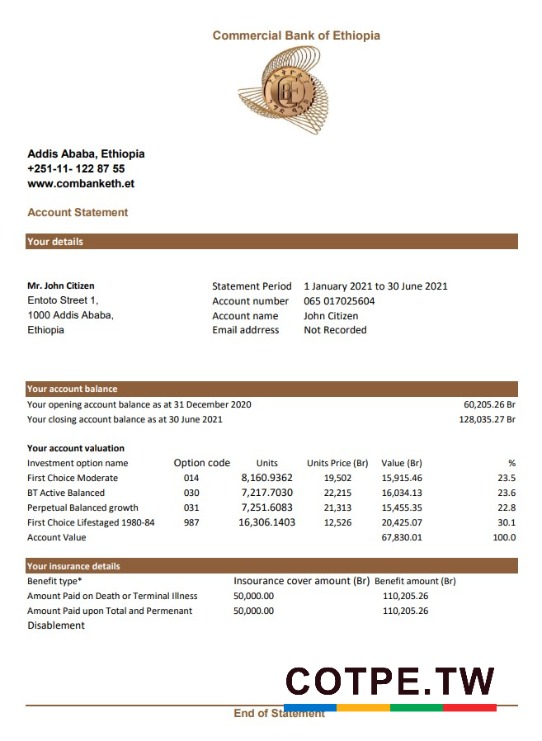 Commercial Bank of Ethiopia
CBE
Addis Ababa, Ethiopia
+251-11- 122 87 55
www.combanketh.et
Account Statement
Your details
Mr. John Citizen
Entoto Street 1,
1000 Addis Ababa,
Ethiopia
Statement Period 1 January 2021 to 30 June 2021
Account number 065 017025604
Account name John Citizen
Email addrress Not Recorded
Your account balance
Your opening account balance as at 31 December 2020 60,205.26 Br
Your closing account balance as at 30 June 2021 128,035.27 Br
Your account valuation
Investment option name Option code Units Units Price (Br) Value (Br) %
First Choice Moderate 014 8,160.9362 19,502 15,915.46 23.5
BT Active Balanced 030 7,217.7030 22,215 16,034.13 23.6
Perpetual Balanced growth 031 7,251.6083 21,313 15,455.35 22.8
First Choice Lifestaged 1980-84 987 16,306.1403 12,526 20,425.07 30.1
Account Value 67,830.01 100.0
Your insurance details
Benefit type* Insourance cover amount (Br) Benefit amount (Br)
Amount Paid on Death or Terminal Illness 50,000.00 110,205.26
Amount Paid upon Total and Permenant 50,000.00 110,205.26
Disablement
COTPE.TW
End of Statement